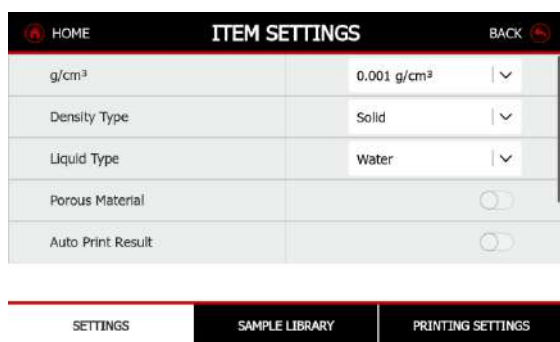 HOME ITEM SETTINGS BACK
g/cm³ 0.001 g/cm³
Density Type Solid
Liquid Type Water
Porous Material
Auto Print Result
SETTINGS SAMPLE LIBRARY PRINTING SETTINGS